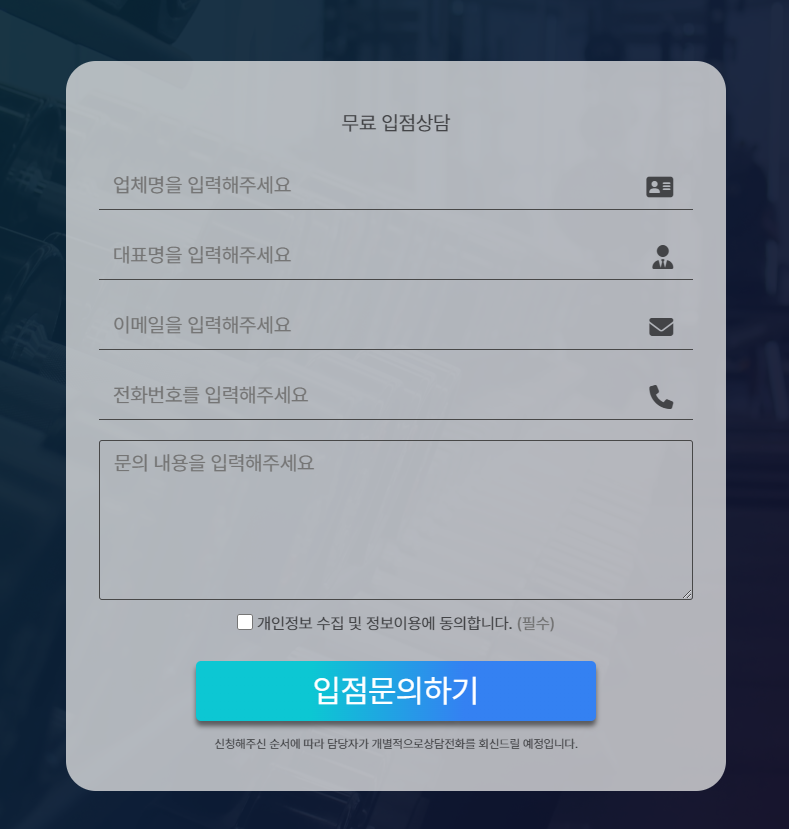 무료 입점상담
업체명을 입력해주세요
대표명을 입력해주세요
이메일을 입력해주세요
전화번호를 입력해주세요
문의 내용을 입력해주세요
개인정보 수집 및 정보이용에 동의합니다. (필수)
입점문의하기
신청해주신 순서에 따라 담당자가 개별적으로상담전화를 회신드릴 예정입니다.